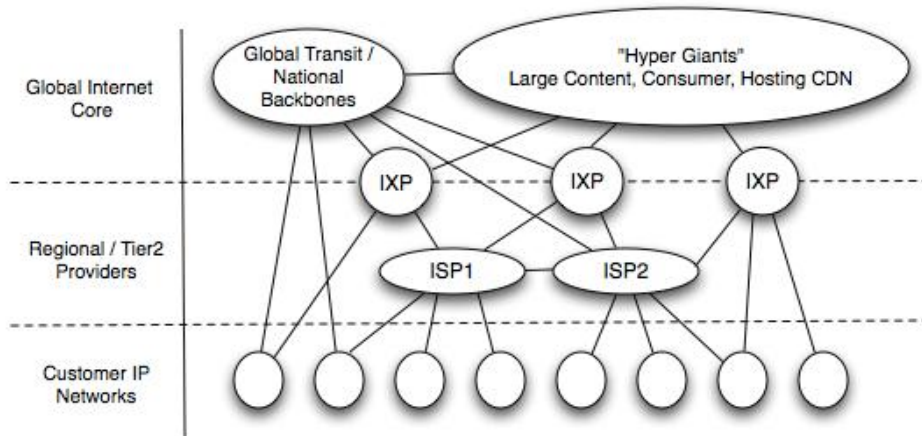 Global Internet
Core
Global Transit /
National
Backbones
"Hyper Giants"
Large Content, Consumer, Hosting CDN
IXP
IXP
IXP
Regional / Tier2
Providers
ISP1
ISP2
Customer IP
Networks